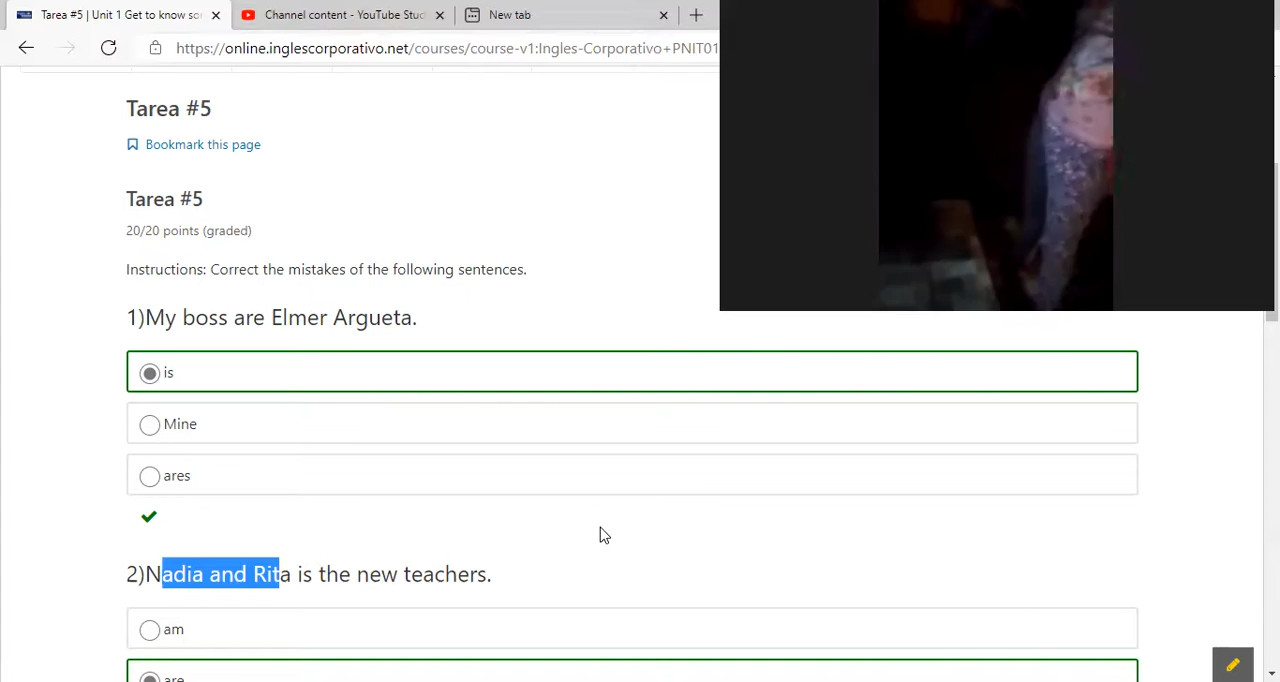 Tarea #5 | Unit 1 Get to know so
Channel content - YouTube Stud
New tab
https://online.inglescorporativo.net/courses/course-v1:Ingles-Corporativo+PNIT01
Tarea #5
Bookmark this page
Tarea #5
20/20 points (graded)
Instructions: Correct the mistakes of the following sentences.
1)My boss are Elmer Argueta.
is
Mine
ares
2)Nadia and Rita is the new teachers.
am
are